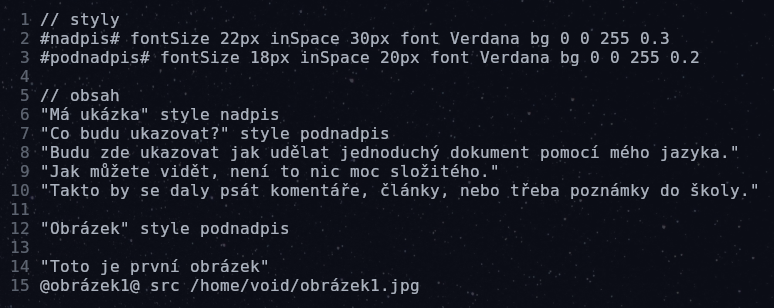 1 // styly
2 #nadpis# fontSize 22px inSpace 30px font Verdana bg 0 0 255 0.3
3 #podnadpis# fontSize 18px inSpace 20px font Verdana bg 0 0 255 0.2
4
5 // obsah
6 "Má ukázka" style nadpis
7 "Co budu ukazovat?" style podnadpis
8 "Budu zde ukazovat jak udělat jednoduchý dokument pomocí mého jazyka."
9 "Jak můžete vidět, není to nic moc složitého."
10 "Takto by se daly psát komentáře, články, nebo třeba poznámky do školy."
11
12 "Obrázek" style podnadpis
13
14 "Toto je první obrázek"
15 @obrázek1@ src /home/void/obrázek1.jpg